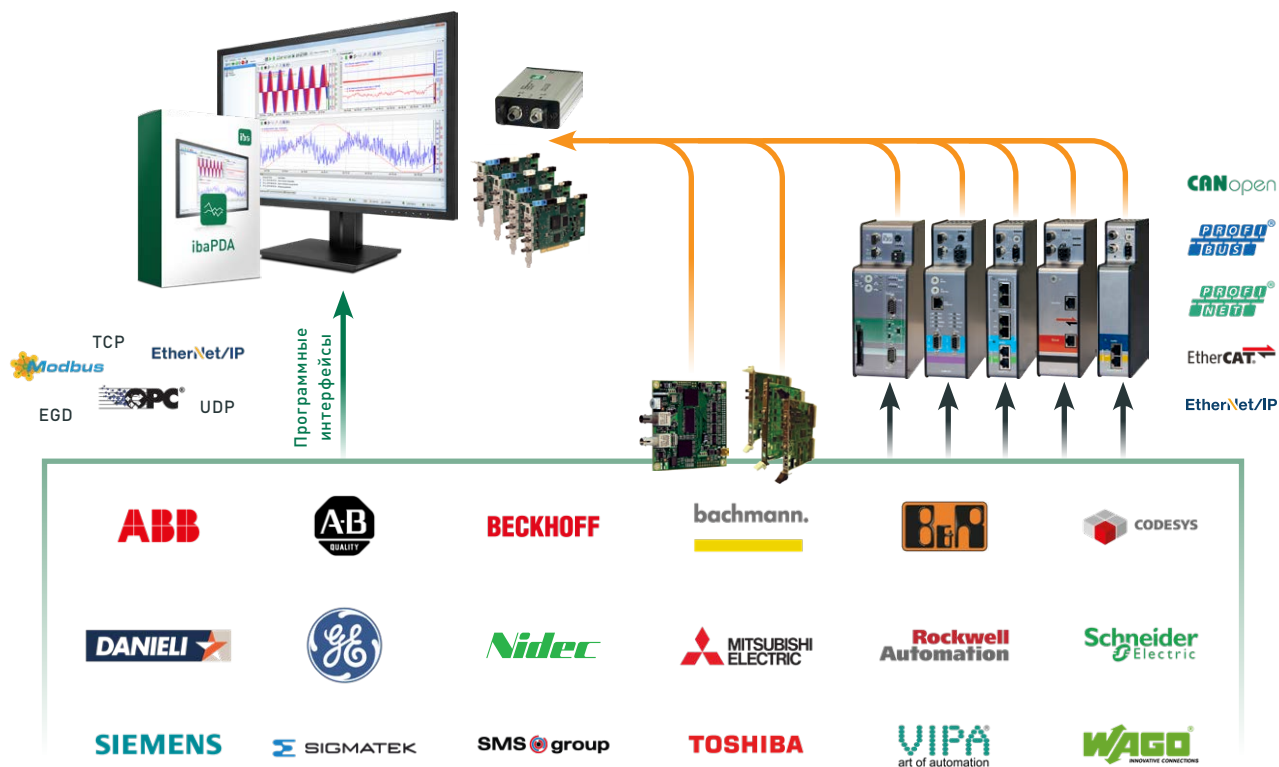 iba
ibaPDA
CANopen
PROFI®
BUS
PROFI®
NET
EtherCAT.
EtherNet/IP
TCP
EtherNet/IP
Modbus
OPC®
EGD
UDP
Программные
интерфейсы
ABB
A-B
QUALITY
BECKHOFF
bachmann.
B&R
CODESYS
DANIELI
GE
Nidec
MITSUBISHI
ELECTRIC
Rockwell
Automation
Schneider
Electric
SIEMENS
SIGMATEK
SMS group
TOSHIBA
VIPA®
art of automation
WAGO®
INNOVATIVE CONNECTIONS